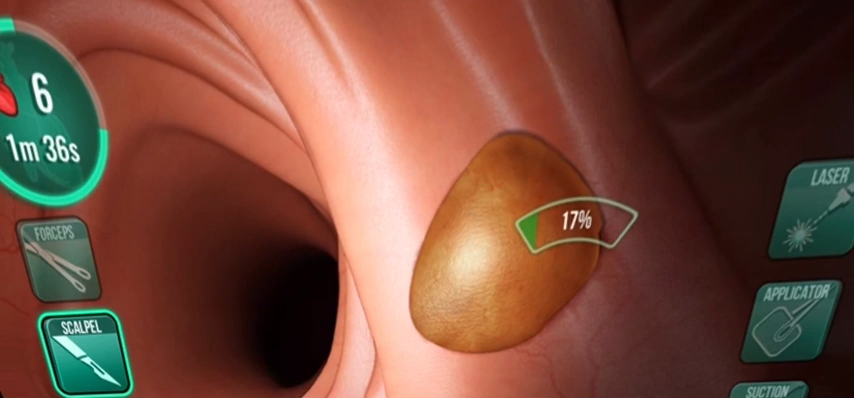 6
1m 36s
FORCEPS
SCALPEL
17%
LASER
APPLICATOR
SUCTION